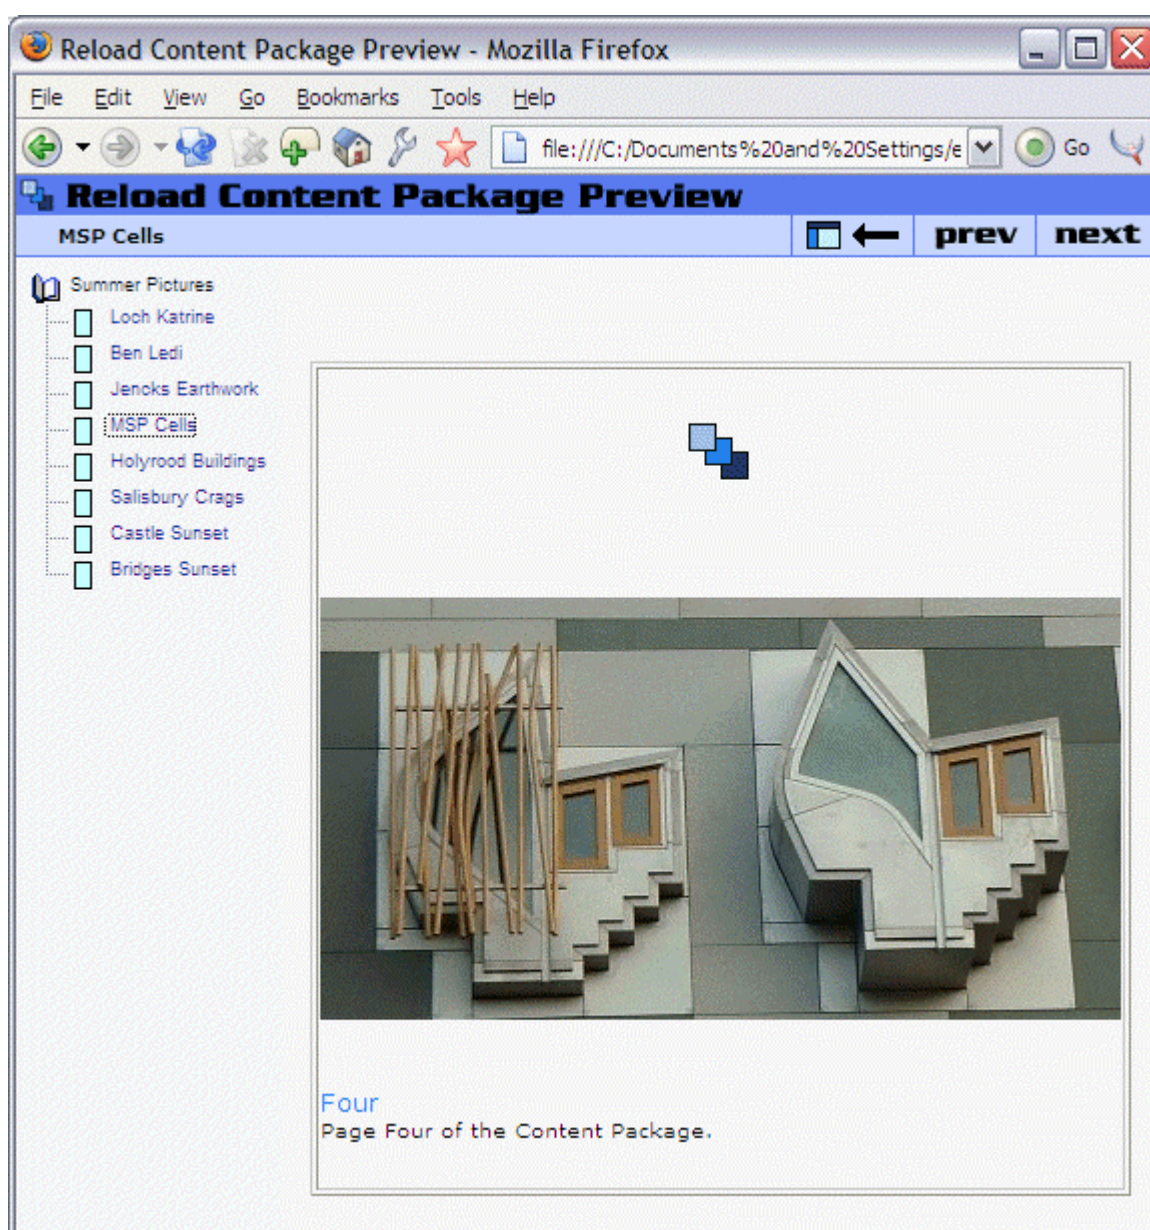 Reload Content Package Preview - Mozilla Firefox
File Edit View Go Bookmarks Tools Help
file:///C:/Documents%20and%20Settings/e Go
Reload Content Package Preview
MSP Cells prev next
Summer Pictures
Loch Katrine
Ben Ledi
Jencks Earthwork
MSP Cells
Holyrood Buildings
Salisbury Crags
Castle Sunset
Bridges Sunset
Four
Page Four of the Content Package.